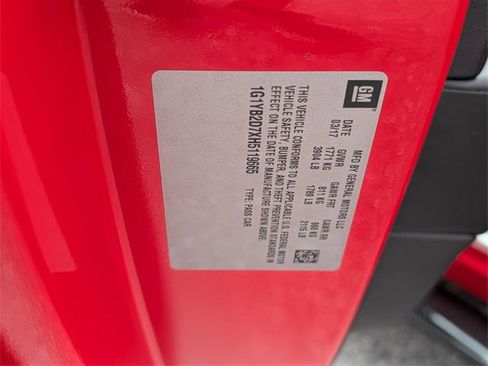 GM
MFD BY GENERAL MOTORS LLC
DATE GVWR GAWR FRT GAWR RR
03/17 1771 KG 811 KG 960 KG
3904 LB 1789 LB 2115 LB
THIS VEHICLE CONFORMS TO ALL APPLICABLE U.S. FEDERAL MOTOR
VEHICLE SAFETY, BUMPER, AND THEFT PREVENTION STANDARDS IN
EFFECT ON THE DATE OF MANUFACTURE SHOWN ABOVE.
1G1YB2D7XH5119665 TYPE: PASS CAR